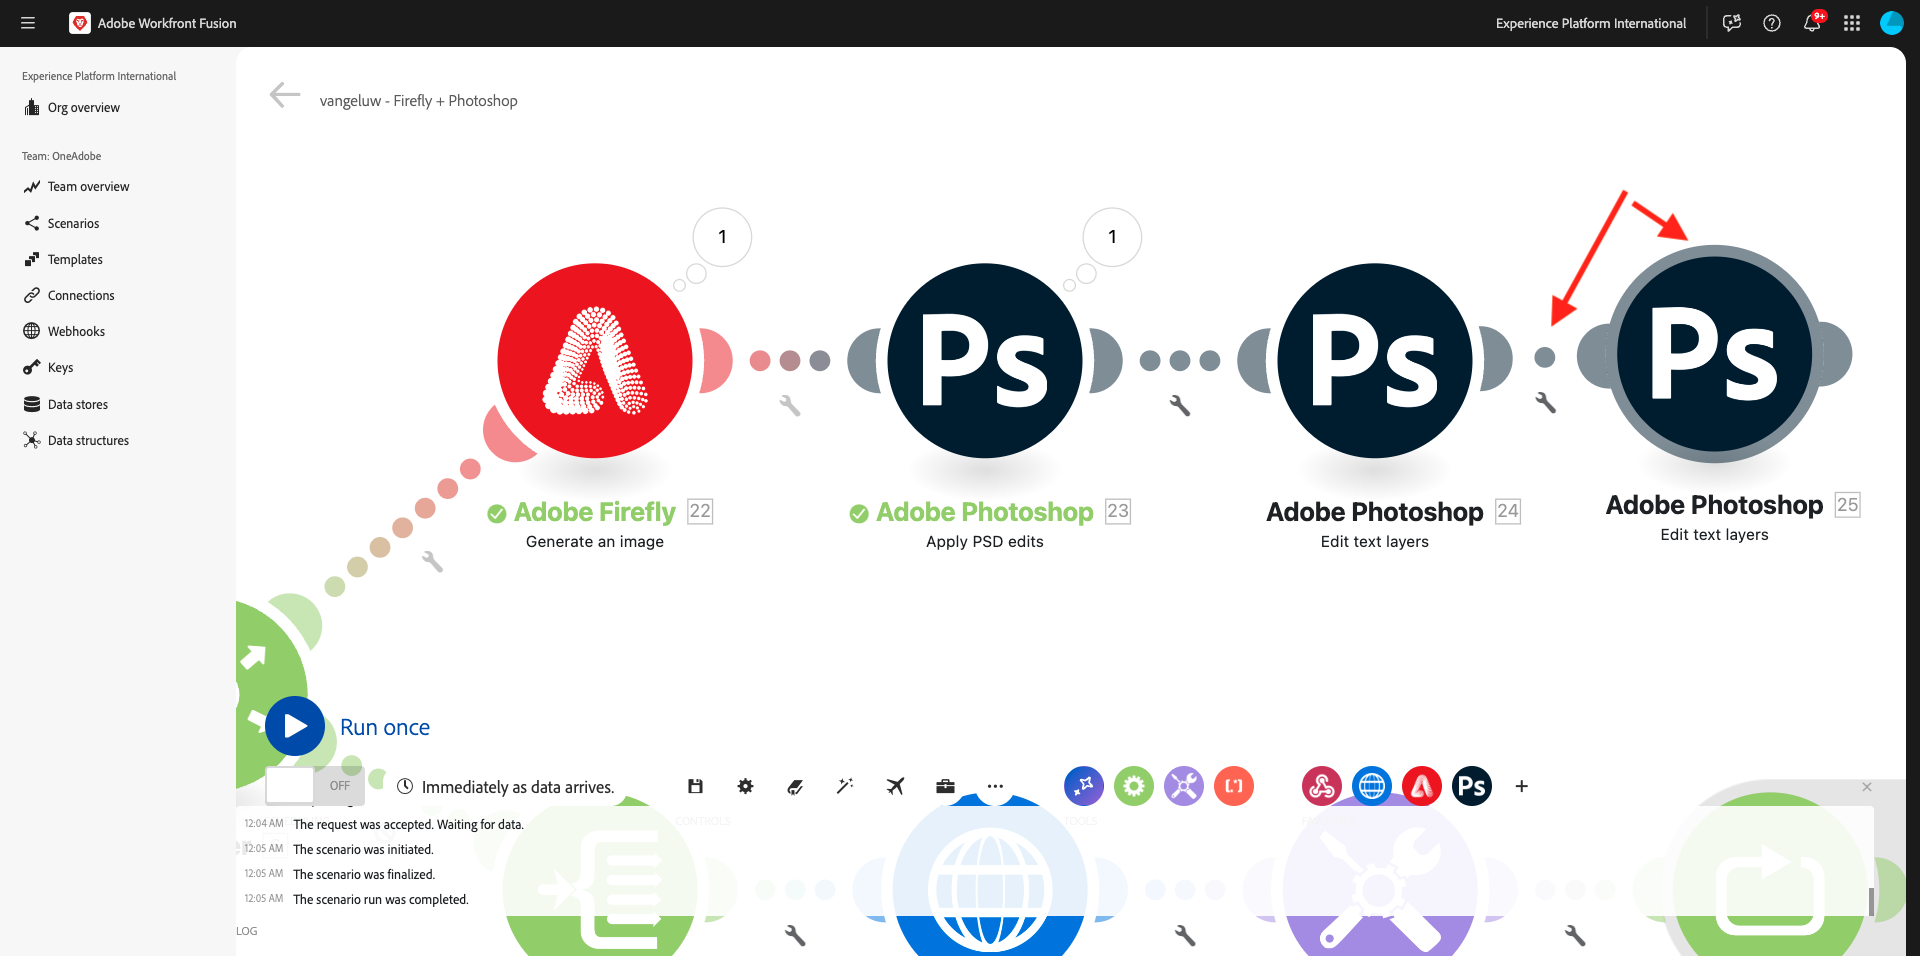 Adobe Workfront Fusion
Experience Platform International
9+
Experience Platform International
Org overview
Team: OneAdobe
Team overview
Scenarios
Templates
Connections
Webhooks
Keys
Data stores
Data structures
vangeluw - Firefly + Photoshop
1
1
Ps
Ps
Ps
Adobe Firefly 22
Generate an image
Adobe Photoshop 23
Apply PSD edits
Adobe Photoshop 24
Edit text layers
Adobe Photoshop 25
Edit text layers
Run once
OFF
Immediately as data arrives.
Ps
CONTROLS
TOOLS
12:04 AM The request was accepted. Waiting for data.
12:05 AM The scenario was initiated.
12:05 AM The scenario was finalized.
12:05 AM The scenario run was completed.
LOG